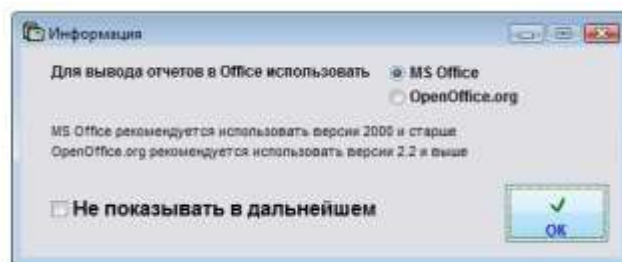 Информация
Для вывода отчетов в Office использовать
MS Office
OpenOffice.org
MS Office рекомендуется использовать версии 2000 и старше
OpenOffice.org рекомендуется использовать версии 2.2 и выше
Не показывать в дальнейшем
OK